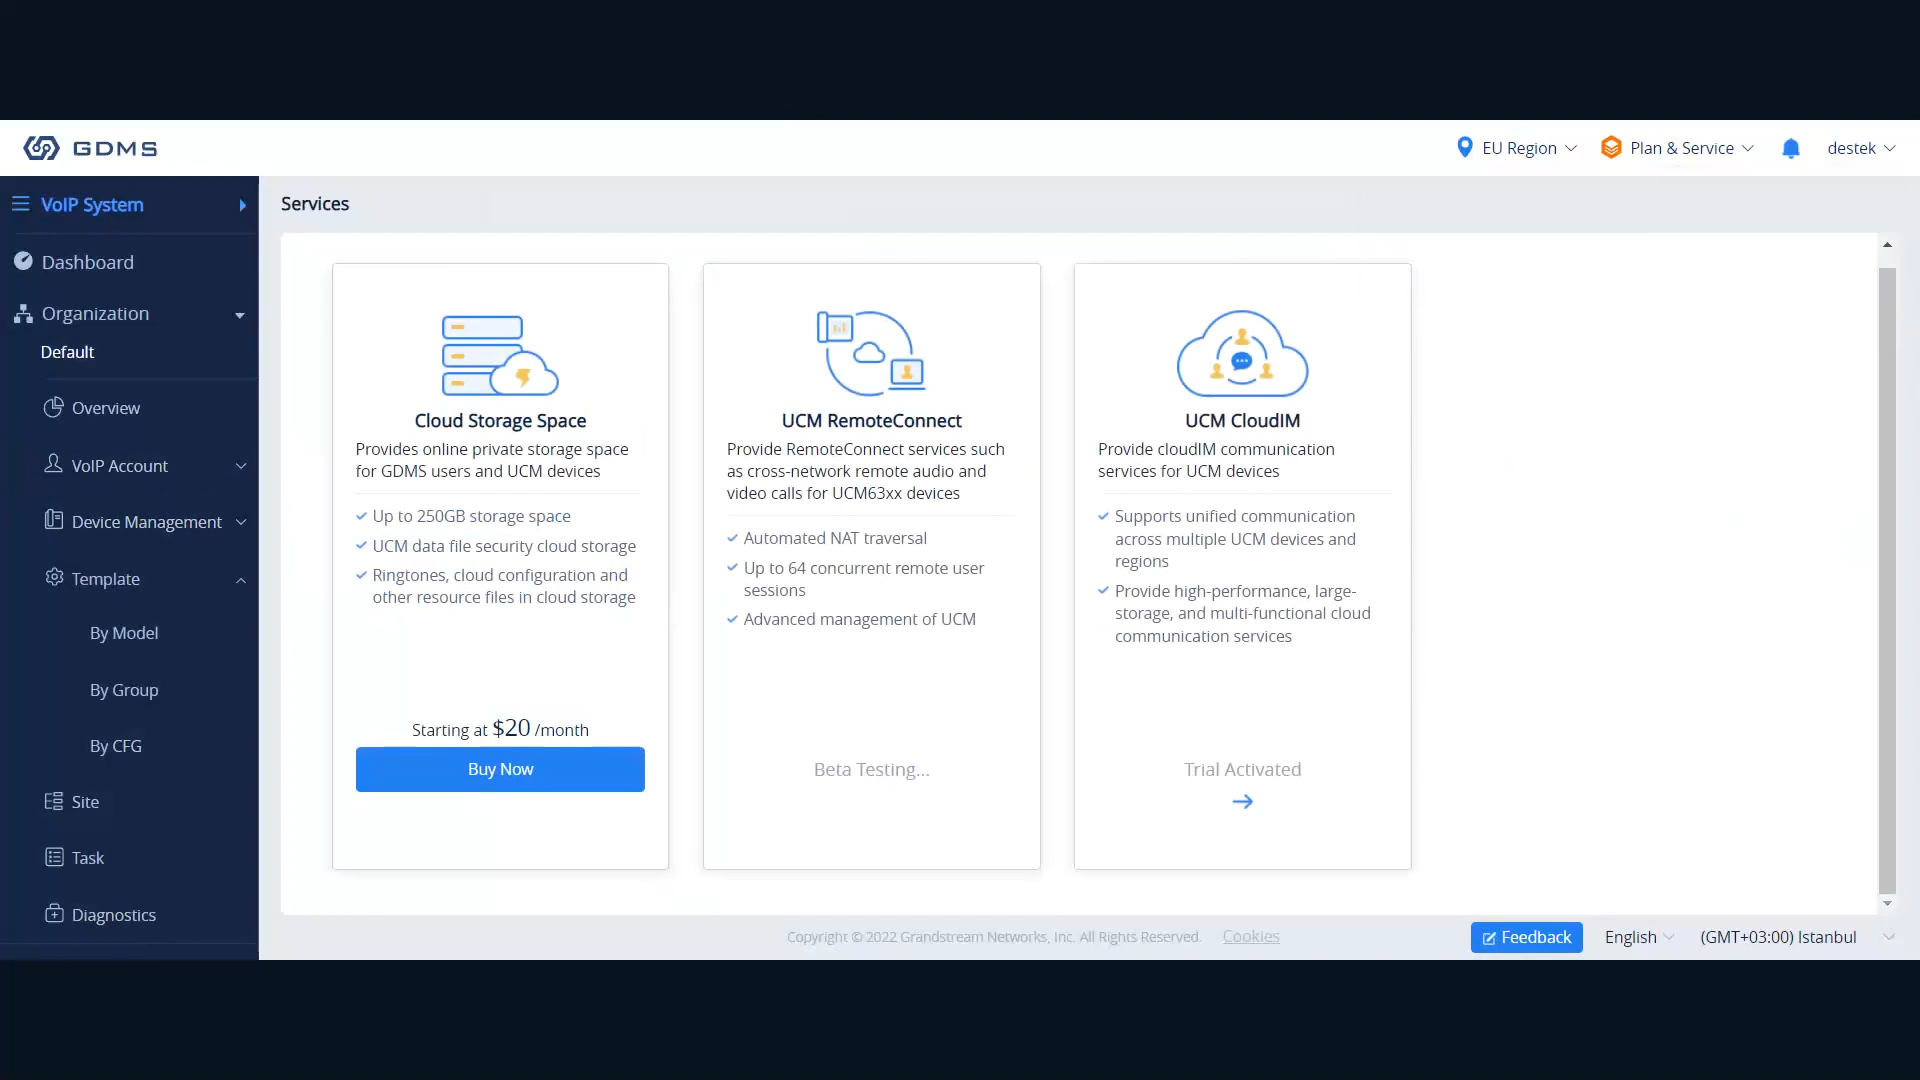 GDMS
EU Region
Plan & Service
destek
VoIP System
Services
Dashboard
Organization
Default
Overview
VoIP Account
Device Management
Template
By Model
By Group
By CFG
Site
Task
Diagnostics
Cloud Storage Space
Provides online private storage space
for GDMS users and UCM devices
Up to 250GB storage space
UCM data file security cloud storage
Ringtones, cloud configuration and
other resource files in cloud storage
Starting at $20 /month
Buy Now
UCM RemoteConnect
Provide RemoteConnect services such
as cross-network remote audio and
video calls for UCM63xx devices
Automated NAT traversal
Up to 64 concurrent remote user
sessions
Advanced management of UCM
Beta Testing...
UCM CloudIM
Provide cloudIM communication
services for UCM devices
Supports unified communication
across multiple UCM devices and
regions
Provide high-performance, large-
storage, and multi-functional cloud
communication services
Trial Activated
Copyright © 2022 Grandstream Networks, Inc. All Rights Reserved.
Cookies
Feedback
English
(GMT+03:00) Istanbul